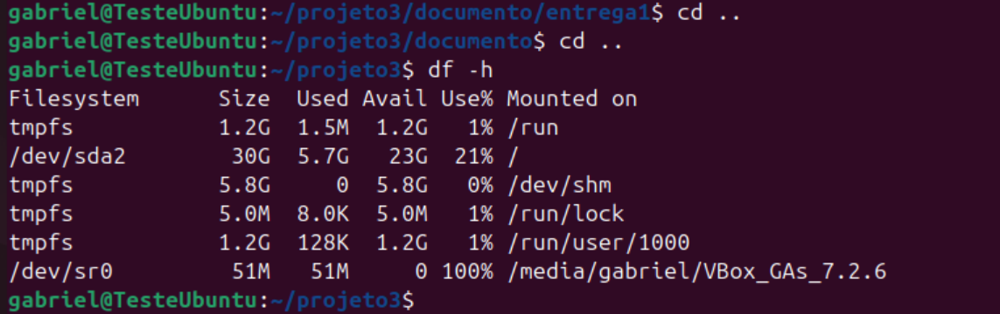 gabriel@TesteUbuntu:~/projeto3/documento/entrega1$ cd ..
gabriel@TesteUbuntu:~/projeto3/documento$ cd ..
gabriel@TesteUbuntu:~/projeto3$ df -h
Filesystem      Size  Used Avail Use% Mounted on
tmpfs           1.2G  1.5M  1.2G   1% /run
/dev/sda2        30G  5.7G   23G  21% /
tmpfs           5.8G     0  5.8G   0% /dev/shm
tmpfs           5.0M  8.0K  5.0M   1% /run/lock
tmpfs           1.2G  128K  1.2G   1% /run/user/1000
/dev/sr0         51M   51M     0 100% /media/gabriel/VBox_GAs_7.2.6
gabriel@TesteUbuntu:~/projeto3$